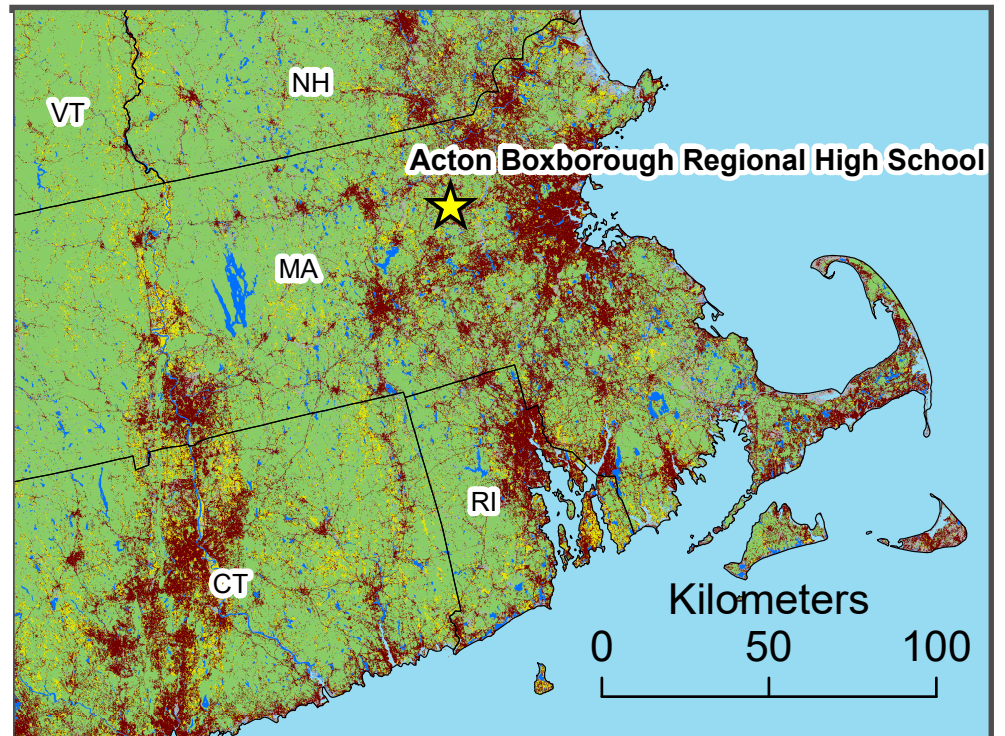 NH
VT
Acton Boxborough Regional High School
MA
RI
CT
Kilometers
0 50 100